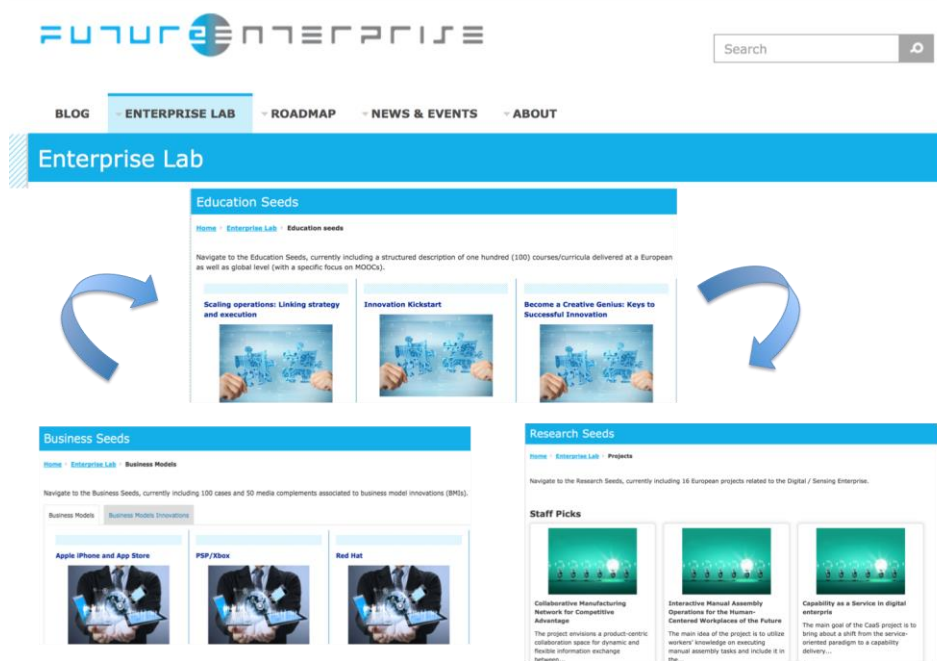 FUTURE ENTERPRISE
Search
BLOG ENTERPRISE LAB ROADMAP NEWS & EVENTS ABOUT
Enterprise Lab
Education Seeds
Home Enterprise Lab Education seeds
Navigate to the Education Seeds, currently including a structured description of one hundred (100) courses/curricula delivered at a European
as well as global level (with a specific focus on MOOCs).
Scaling operations: Linking strategy
and execution
Innovation Kickstart
Become a Creative Genius: Keys to
Successful Innovation
Business Seeds
Home Enterprise Lab Business Models
Navigate to the Business Seeds, currently including 100 cases and 50 media complements associated to business model innovations (BMIs).
Business Models Business Models Innovations
Apple iPhone and App Store
PSP/Xbox
Red Hat
Research Seeds
Home Enterprise Lab Projects
Navigate to the Research Seeds, currently including 16 European projects related to the Digital / Sensing Enterprise.
Staff Picks
Collaborative Manufacturing
Network for Competitive
Advantage
The project envisions a product-centric
collaboration space for dynamic and
flexible information exchange
between...
Interactive Manual Assembly
Operations for the Human-
Centered Workplaces of the Future
The main idea of the project is to utilize
workers' knowledge on executing
manual assembly tasks and include it in
the...
Capability as a Service in digital
enterpris
The main goal of the CaaS project is to
bring about a shift from the service-
oriented paradigm to a capability
delivery...